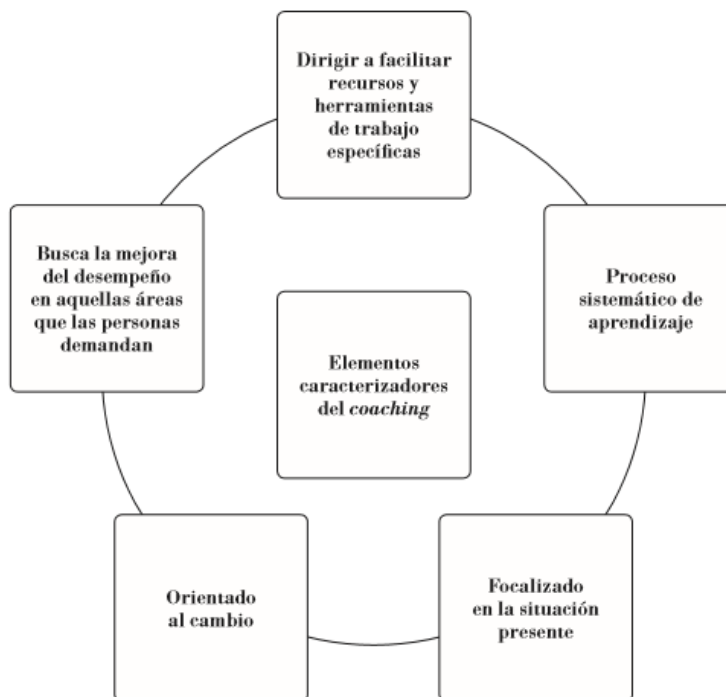 Dirigir a facilitar
recursos y
herramientas
de trabajo
específicas
Busca la mejora
del desempeño
en aquellas áreas
que las personas
demandan
Proceso
sistemático de
aprendizaje
Elementos
caracterizadores
del coaching
Orientado
al cambio
Focalizado
en la situación
presente